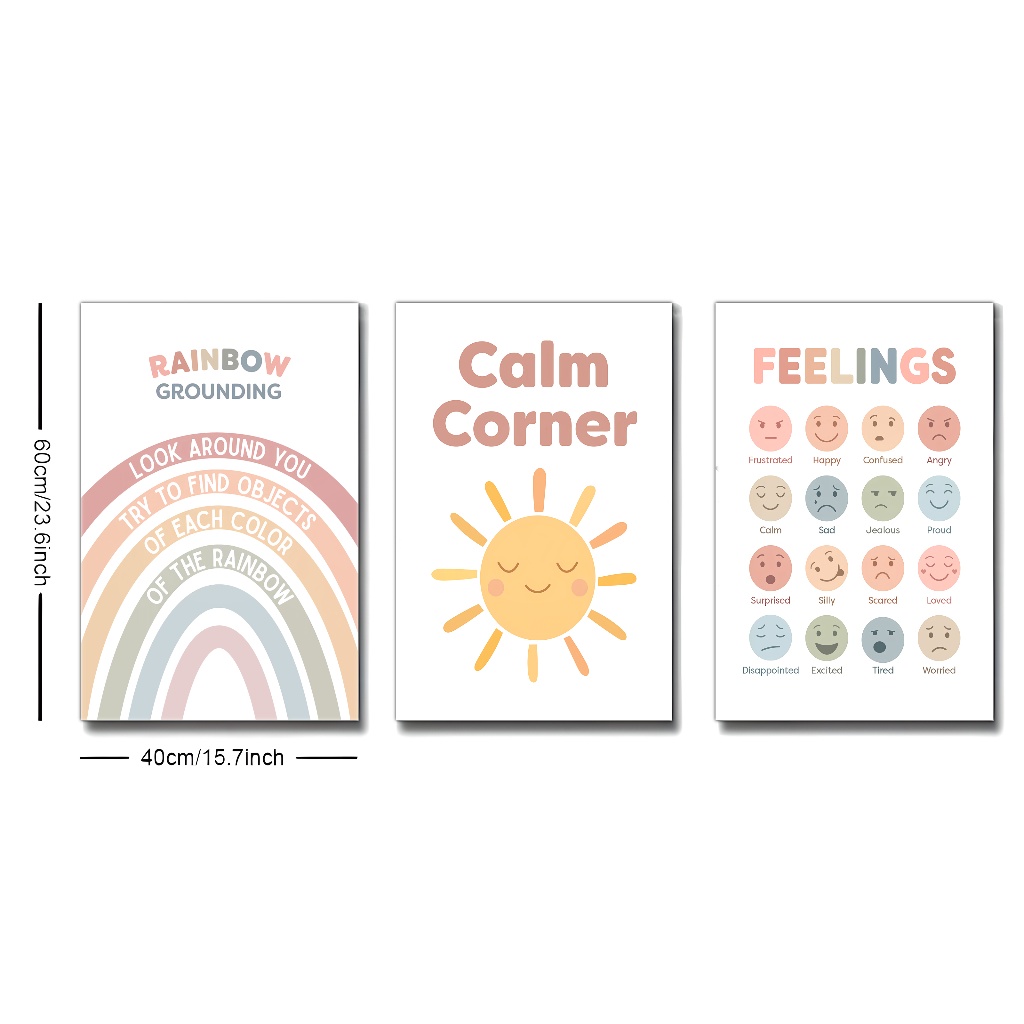 RAINBOW
GROUNDING
LOOK AROUND YOU
TRY TO FIND OBJECTS
OF EACH COLOR
OF THE RAINBOW
60cm/23.6inch
40cm/15.7inch
Calm
Corner
FEELINGS
Frustrated Happy Confused Angry
Calm Sad Jealous Proud
Surprised Silly Scared Loved
Disappointed Excited Tired Worried